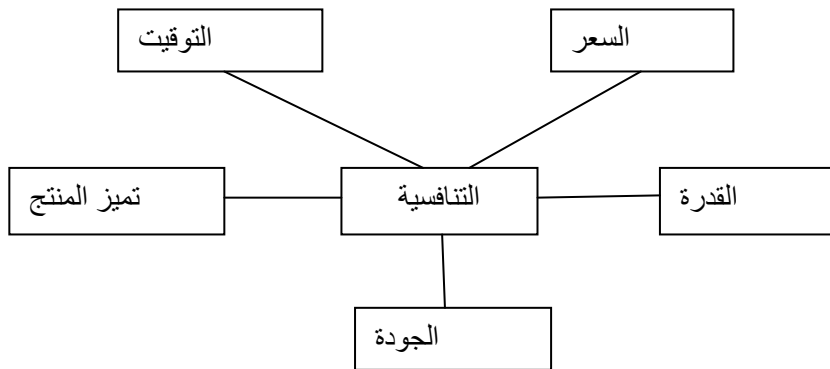 السعر
التوقيت
القدرة
التنافسية
تميز المنتج
الجودة